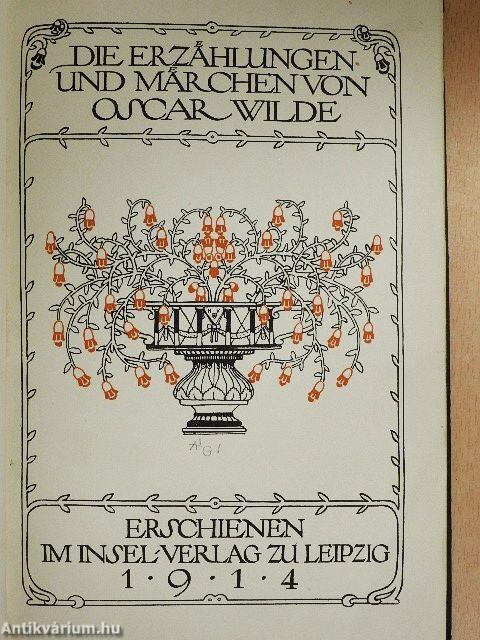 DIE ERZÄHLUNGEN
UND MÄRCHEN VON
OSCAR WILDE
ERSCHIENEN
IM INSEL-VERLAG ZU LEIPZIG
1·9·1·4
Antikvárium.hu